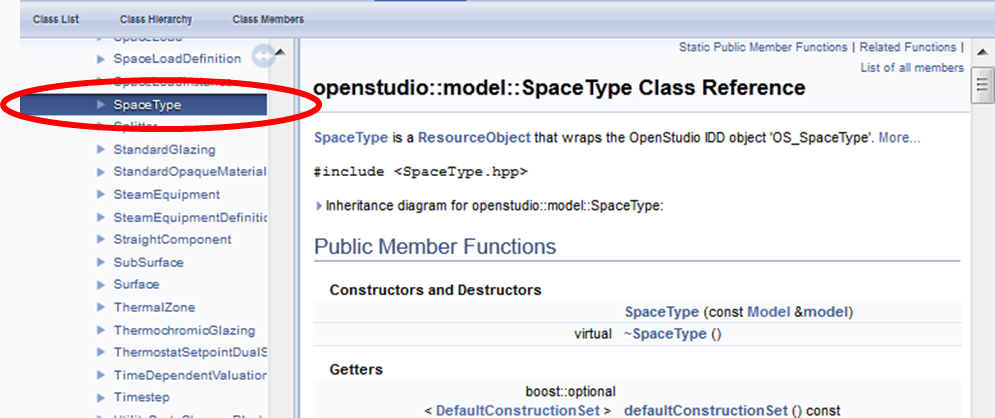 Class List Class Hierarchy Class Members
SpaceLoad
SpaceLoadDefinition
SpaceLoadInstance
SpaceType
Splitter
StandardGlazing
StandardOpaqueMaterial
SteamEquipment
SteamEquipmentDefinitio
StraightComponent
SubSurface
Surface
ThermalZone
ThermochromicGlazing
ThermostatSetpointDualS
TimeDependentValuation
Timestep
Static Public Member Functions | Related Functions |
List of all members
openstudio::model::SpaceType Class Reference
SpaceType is a ResourceObject that wraps the OpenStudio IDD object 'OS_SpaceType'. More...
#include <SpaceType.hpp>
Inheritance diagram for openstudio::model::SpaceType:
Public Member Functions
Constructors and Destructors
SpaceType (const Model &model)
virtual ~SpaceType ()
Getters
boost::optional
< DefaultConstructionSet > defaultConstructionSet () const